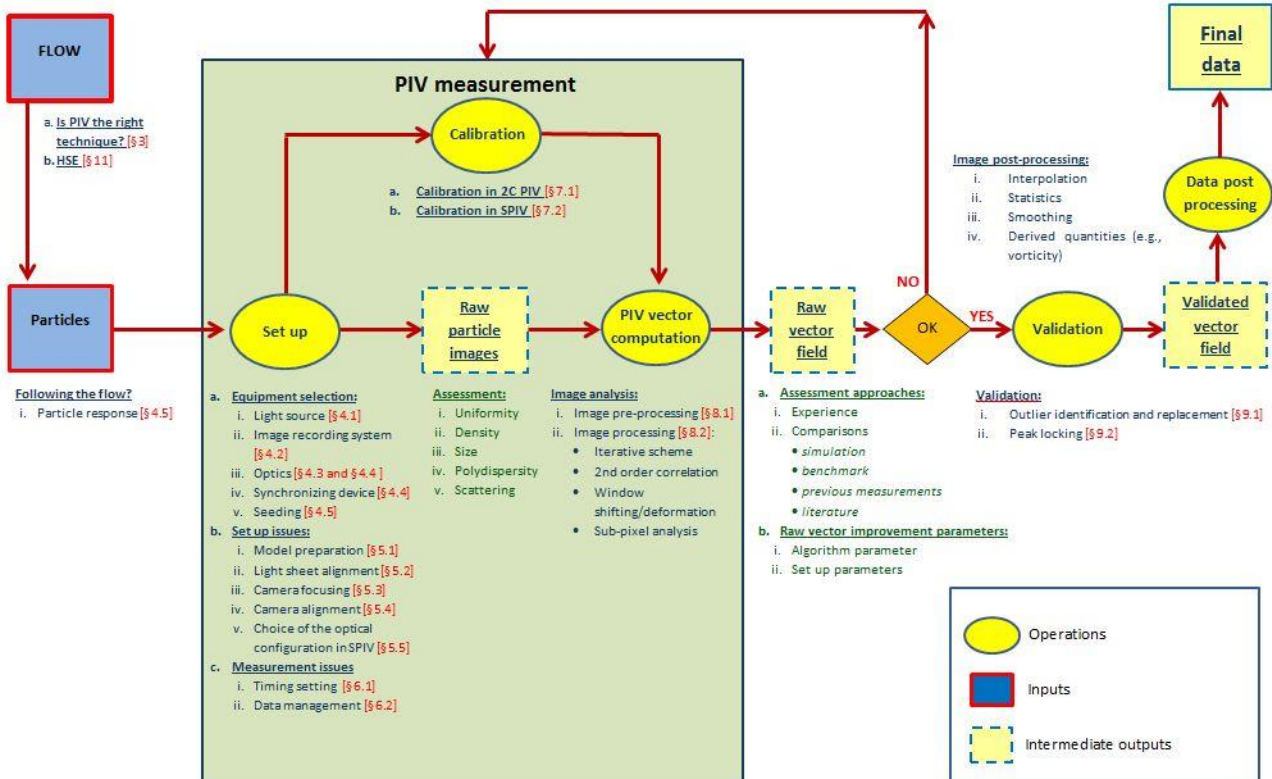 FLOW
a. Is PIV the right
technique? [§3]
b. HSE [§11]
Particles
Following the flow?
i. Particle response [§4.5]
PIV measurement
Calibration
a. Calibration in 2C PIV [§7.1]
b. Calibration in SPIV [§7.2]
Set up
Raw
particle
images
PIV vector
computation
a. Equipment selection:
i. Light source [§4.1]
ii. Image recording system
[§4.2]
iii. Optics [§4.3 and §4.4 ]
iv. Synchronizing device [§4.4]
v. Seeding [§4.5]
b. Set up issues:
i. Model preparation [§5.1]
ii. Light sheet alignment [§5.2]
iii. Camera focusing [§5.3]
iv. Camera alignment [§5.4]
v. Choice of the optical
configuration in SPIV [§5.5]
c. Measurement issues
i. Timing setting [§6.1]
ii. Data management [§6.2]
Assessment:
i. Uniformity
ii. Density
iii. Size
iv. Polydispersity
v. Scattering
Image analysis:
i. Image pre-processing [§8.1]
ii. Image processing [§8.2]:
• Iterative scheme
• 2nd order correlation
• Window
shifting/deformation
• Sub-pixel analysis
Raw
vector
field
NO
OK
YES
Validation
Validated
vector
field
Data post
processing
Final
data
Image post-processing:
i. Interpolation
ii. Statistics
iii. Smoothing
iv. Derived quantities (e.g.,
vorticity)
a. Assessment approaches:
i. Experience
ii. Comparisons
• simulation
• benchmark
• previous measurements
• literature
b. Raw vector improvement parameters:
i. Algorithm parameter
ii. Set up parameters
Validation:
i. Outlier identification and replacement [§9.1]
ii. Peak locking [§9.2]
Operations
Inputs
Intermediate outputs